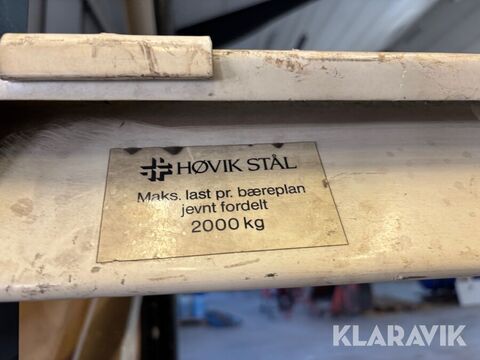 HØVIK STÅL
Maks. last pr. bæreplan
jevnt fordelt
2000 kg
KLARAVIK